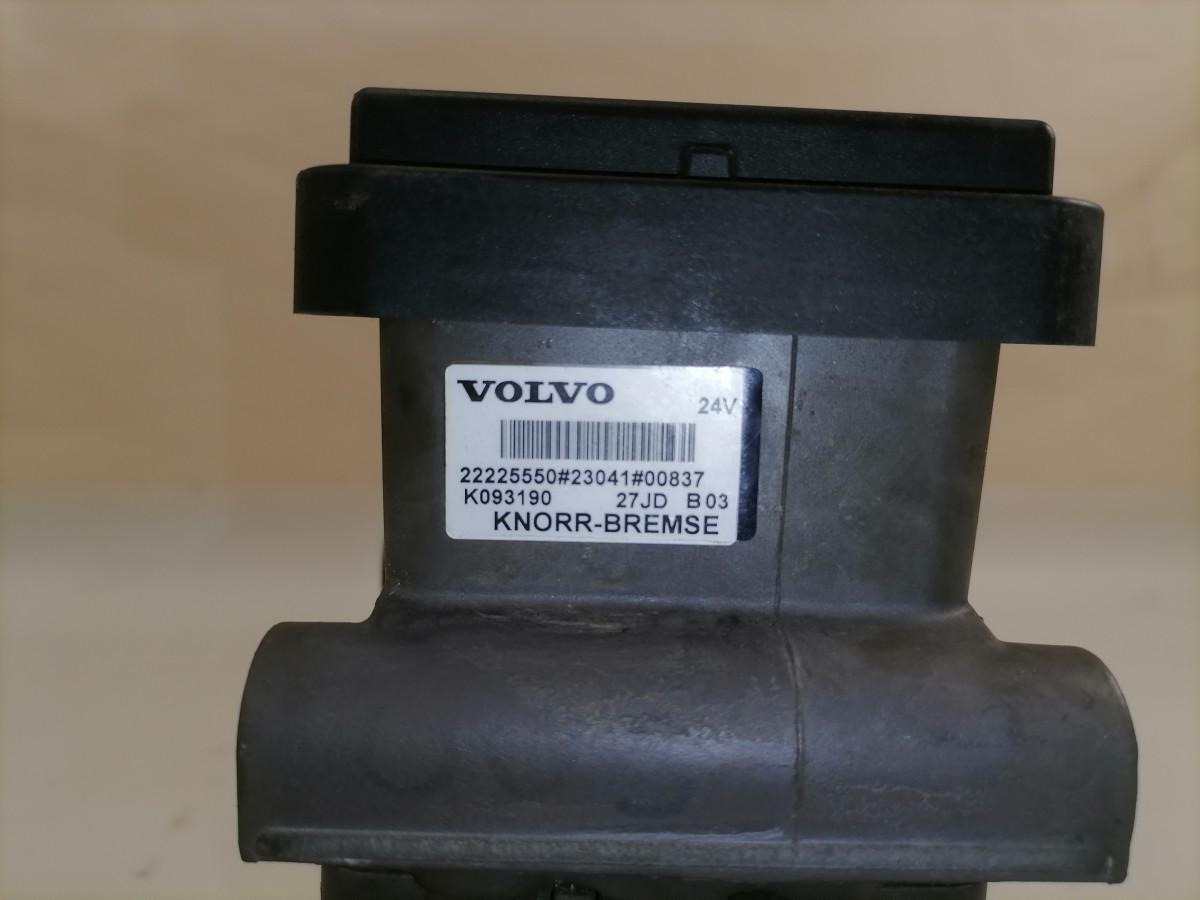 VOLVO
24V
22225550#23041#00837
K093190 27JD B03
KNORR-BREMSE